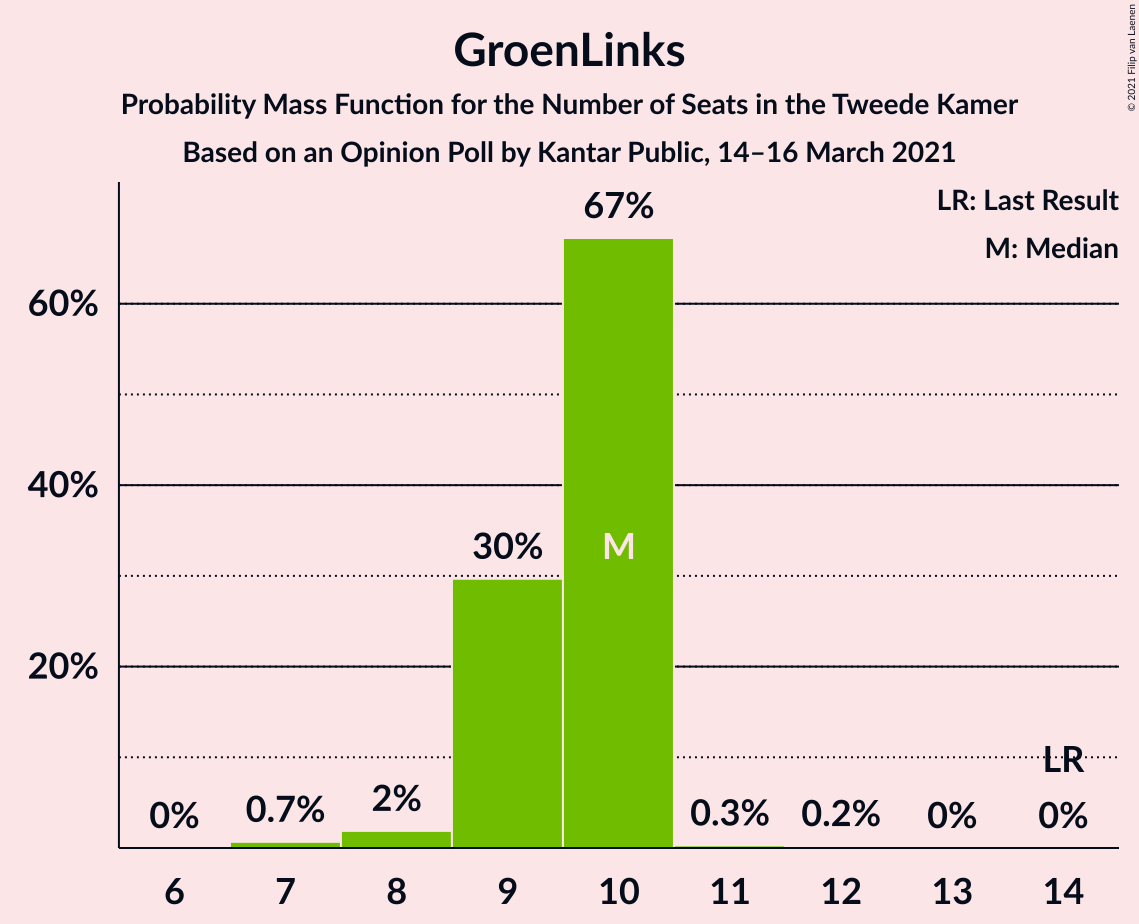 GroenLinks
Probability Mass Function for the Number of Seats in the Tweede Kamer
Based on an Opinion Poll by Kantar Public, 14–16 March 2021
© 2021 Filip van Laenen
LR: Last Result
M: Median
67%
60%
40%
30%
M
20%
LR
0%
0.7%
2%
0.3%
0.2%
0%
0%
6 7 8 9 10 11 12 13 14